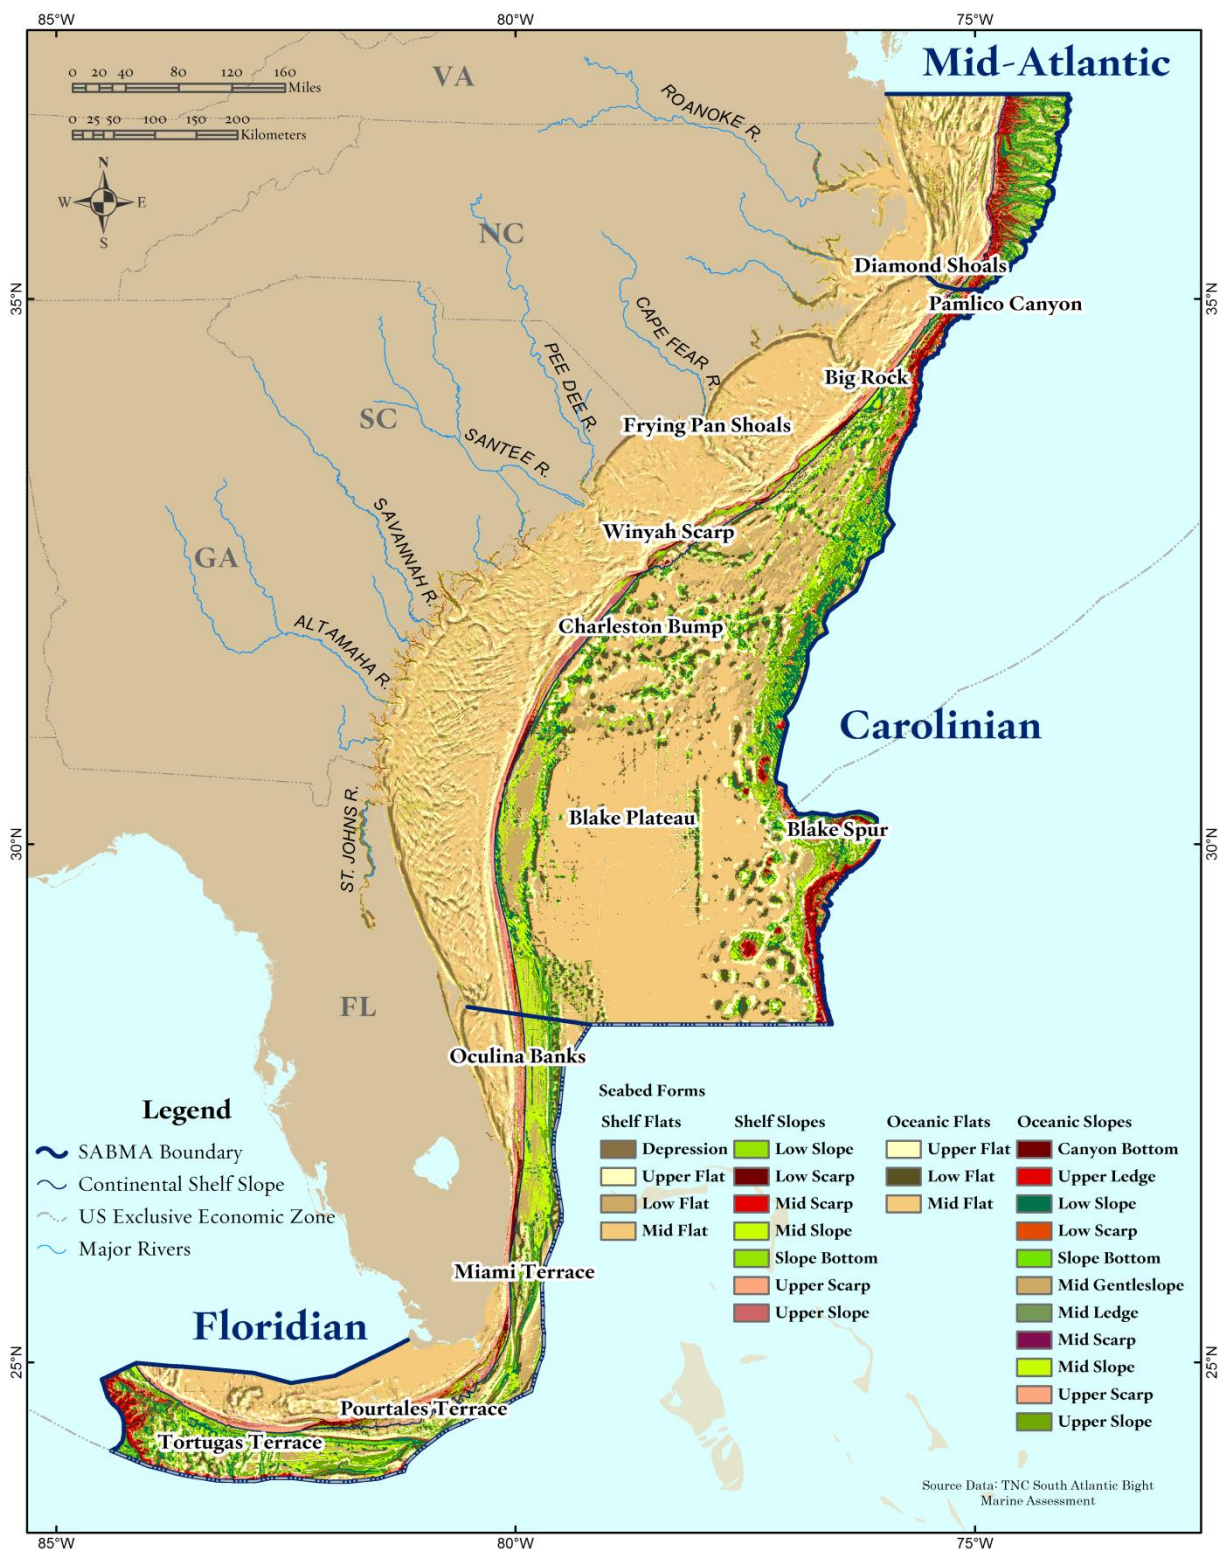 85°W 80°W 75°W
Mid-Atlantic
VA
0 20 40 80 120 160
Miles
0 25 50 100 150 200
Kilometers
ROANOKE R.
N
W E
S
NC
Diamond Shoals
35°N 35°N
Pamlico Canyon
CAPE FEAR R.
PEE DEE R.
Big Rock
SC
Frying Pan Shoals
SANTEE R.
SAVANNAH R.
Winyah Scarp
GA
ALTAMAHA R.
Charleston Bump
Carolinian
ST. JOHNS R.
Blake Plateau
Blake Spur
30°N 30°N
FL
Oculina Banks
Legend
SABMA Boundary
Continental Shelf Slope
US Exclusive Economic Zone
Major Rivers
Seabed Forms
Shelf Flats
Depression
Upper Flat
Low Flat
Mid Flat
Shelf Slopes
Low Slope
Low Scarp
Mid Scarp
Mid Slope
Slope Bottom
Upper Scarp
Upper Slope
Oceanic Flats
Upper Flat
Low Flat
Mid Flat
Oceanic Slopes
Canyon Bottom
Upper Ledge
Low Slope
Low Scarp
Slope Bottom
Mid Gentleslope
Mid Ledge
Mid Scarp
Mid Slope
Upper Scarp
Upper Slope
Miami Terrace
Floridian
25°N 25°N
Pourtales Terrace
Tortugas Terrace
Source Data: TNC South Atlantic Bight
Marine Assessment
85°W 80°W 75°W